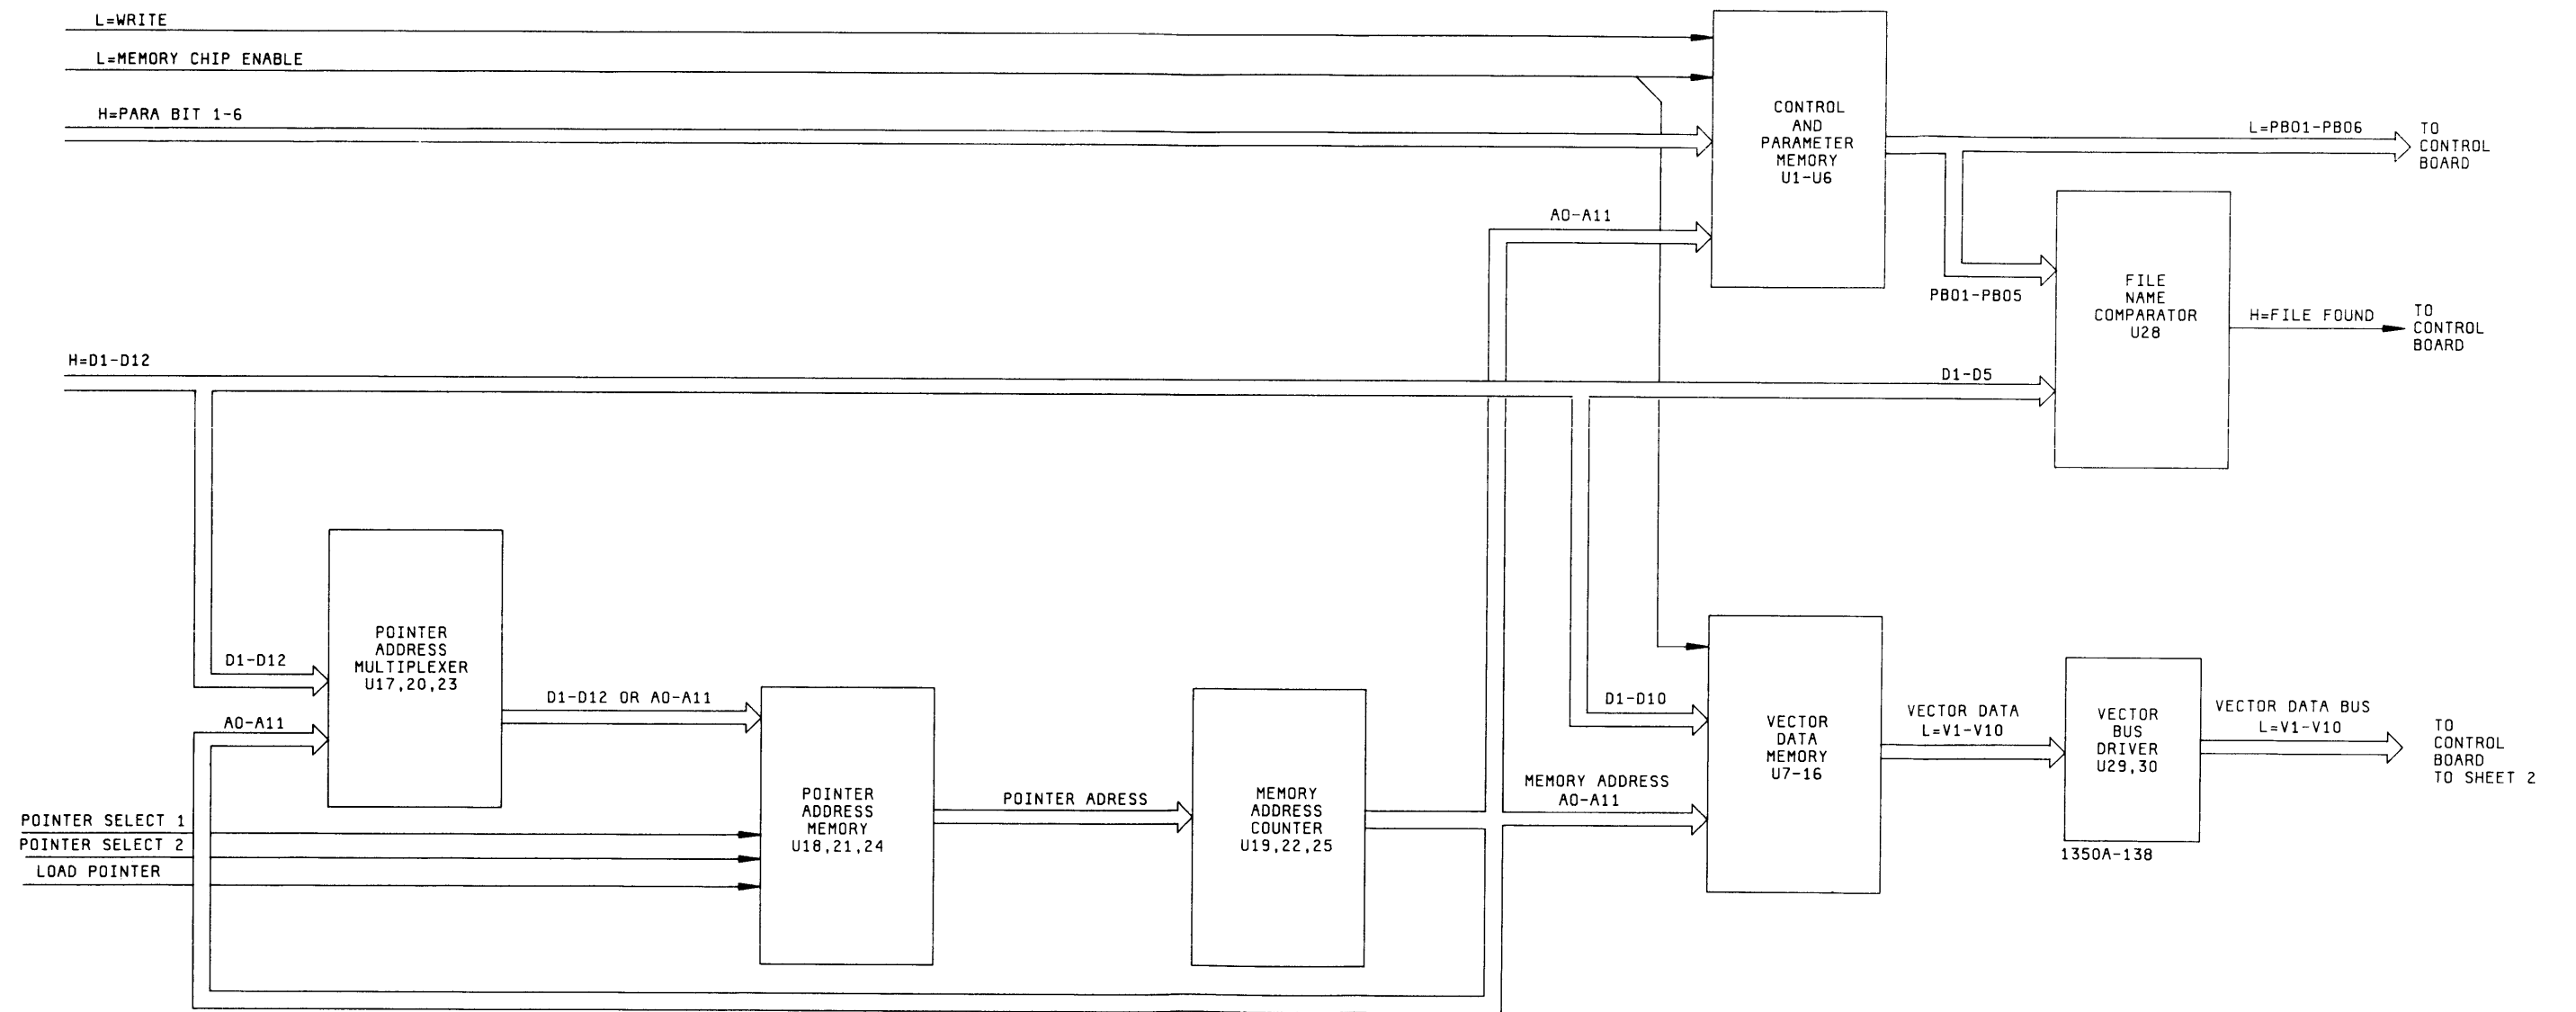 L=WRITE
L=MEMORY CHIP ENABLE
H=PARA BIT 1-6
CONTROL
AND
PARAMETER
MEMORY
U1-U6
L=PB01-PB06
TO
CONTROL
BOARD
A0-A11
PB01-PB05
FILE
NAME
COMPARATOR
U28
H=FILE FOUND
TO
CONTROL
BOARD
H=D1-D12
D1-D5
D1-D12
POINTER
ADDRESS
MULTIPLEXER
U17,20,23
A0-A11
D1-D12 OR A0-A11
POINTER SELECT 1
POINTER SELECT 2
LOAD POINTER
POINTER
ADDRESS
MEMORY
U18,21,24
POINTER ADRESS
MEMORY
ADDRESS
COUNTER
U19,22,25
D1-D10
MEMORY ADDRESS
A0-A11
VECTOR
DATA
MEMORY
U7-16
VECTOR DATA
L=V1-V10
VECTOR
BUS
DRIVER
U29,30
1350A-138
VECTOR DATA BUS
L=V1-V10
TO
CONTROL
BOARD
TO SHEET 2